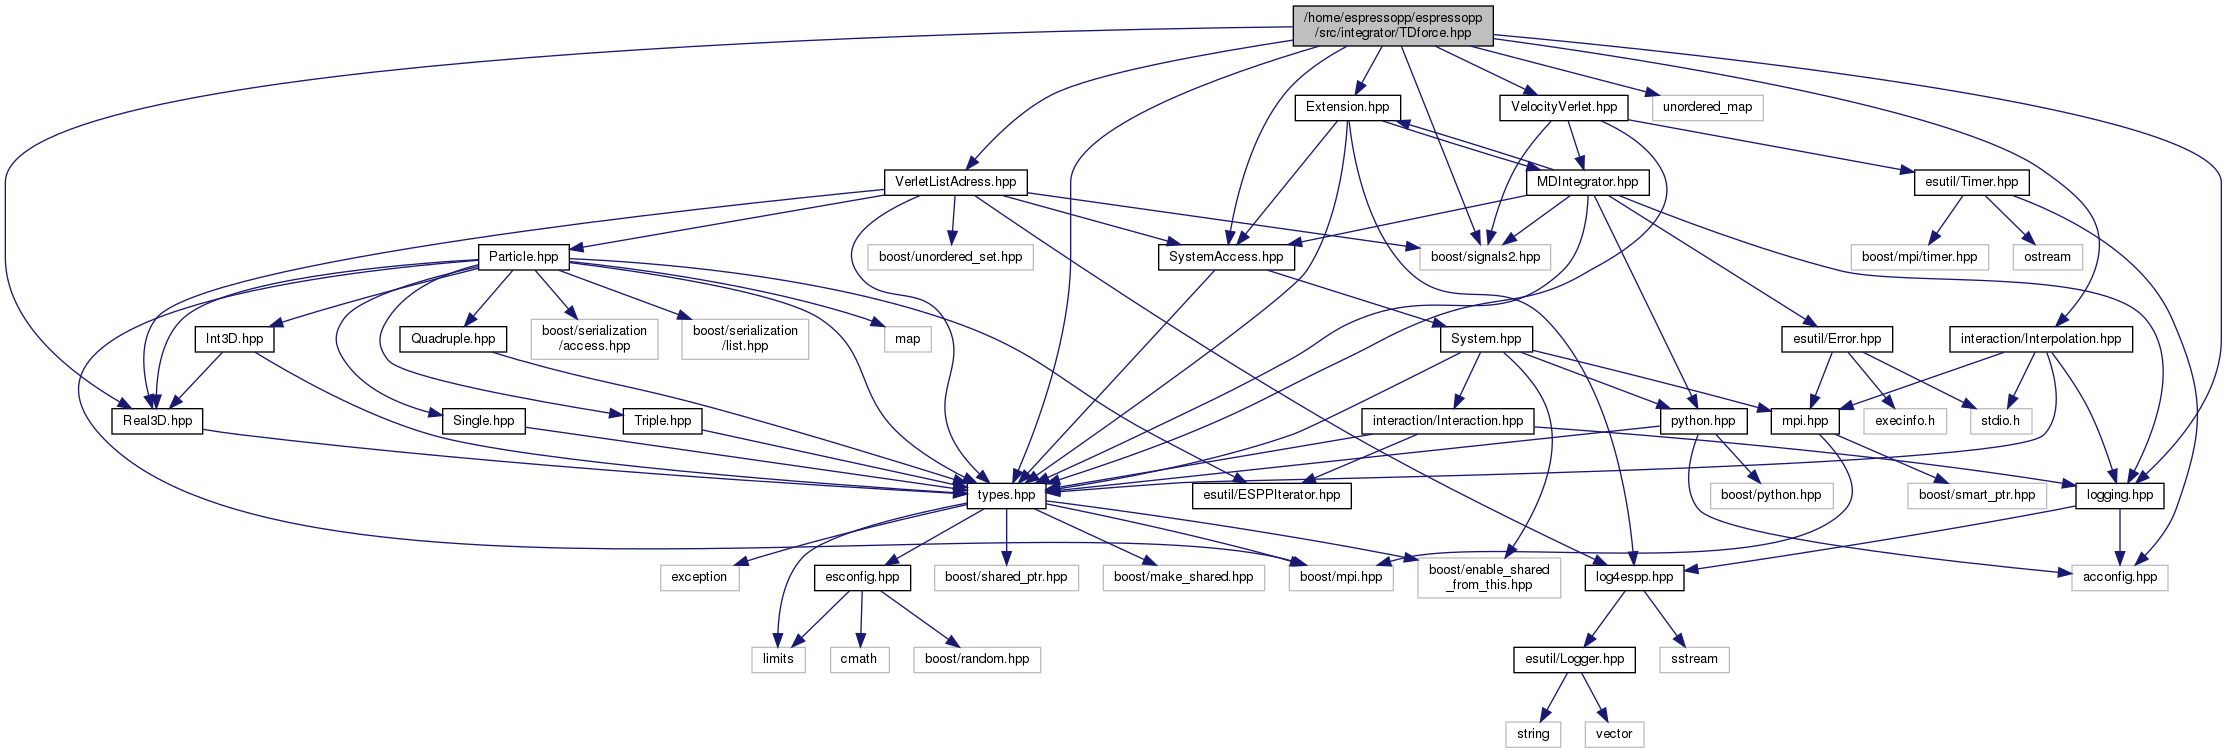 /home/espressopp/espressopp
/src/integrator/TDforce.hpp
Extension.hpp
VelocityVerlet.hpp
unordered_map
VerletListAdress.hpp
MDIntegrator.hpp
esutil/Timer.hpp
Particle.hpp
boost/unordered_set.hpp
SystemAccess.hpp
boost/signals2.hpp
boost/mpi/timer.hpp
ostream
Int3D.hpp
Quadruple.hpp
boost/serialization
/access.hpp
boost/serialization
/list.hpp
map
System.hpp
esutil/Error.hpp
interaction/Interpolation.hpp
Real3D.hpp
Single.hpp
Triple.hpp
interaction/Interaction.hpp
python.hpp
mpi.hpp
execinfo.h
stdio.h
types.hpp
esutil/ESPPIterator.hpp
boost/python.hpp
boost/smart_ptr.hpp
logging.hpp
exception
esconfig.hpp
boost/shared_ptr.hpp
boost/make_shared.hpp
boost/mpi.hpp
boost/enable_shared
_from_this.hpp
log4espp.hpp
acconfig.hpp
limits
cmath
boost/random.hpp
esutil/Logger.hpp
sstream
string
vector